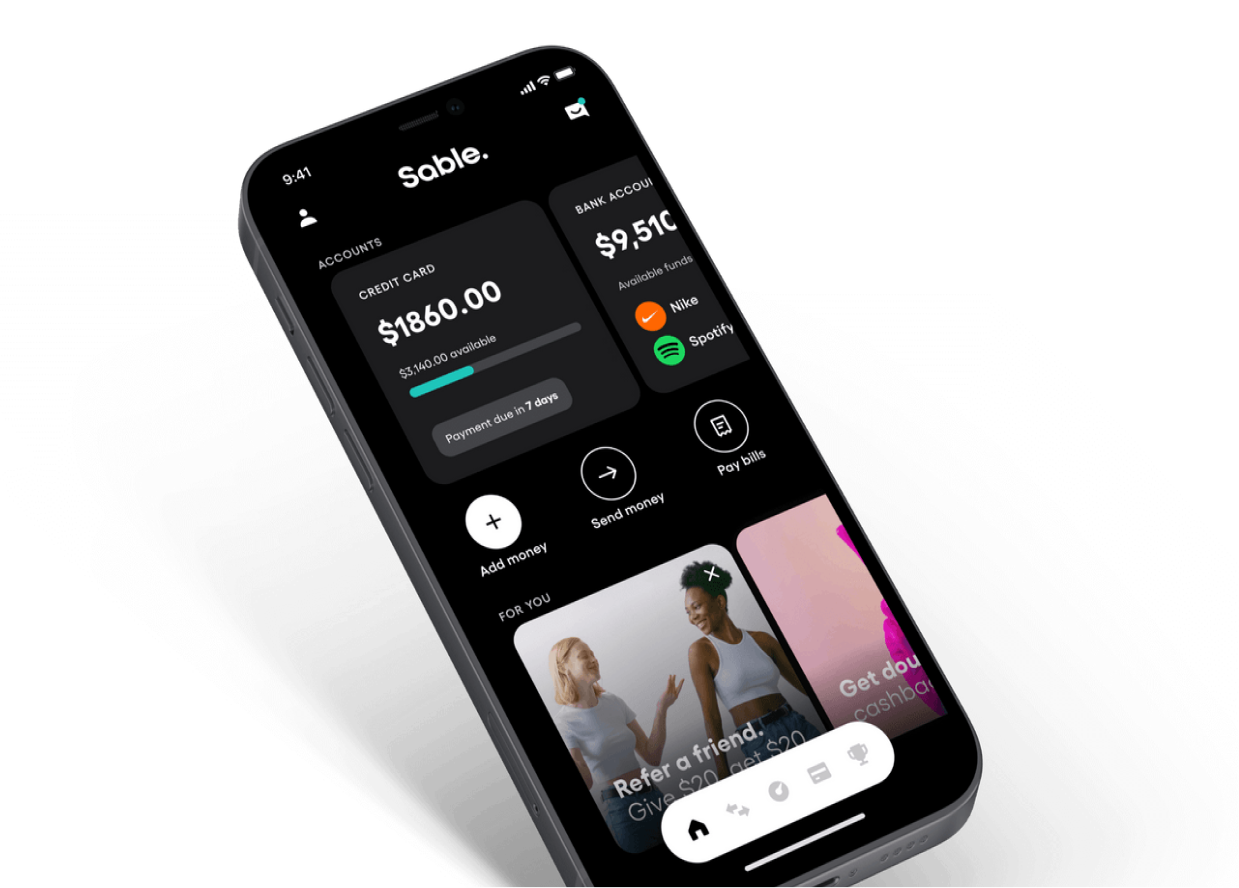 9:41
Sable.
ACCOUNTS
CREDIT CARD
$1860.00
$3,140.00 available
Payment due in 7 days
BANK ACCOU
$9,510
Available funds
Nike
Spotify
Add money
Send money
Pay bills
FOR YOU
Refer a friend.
Give $20, get $20
Get dou
cashba